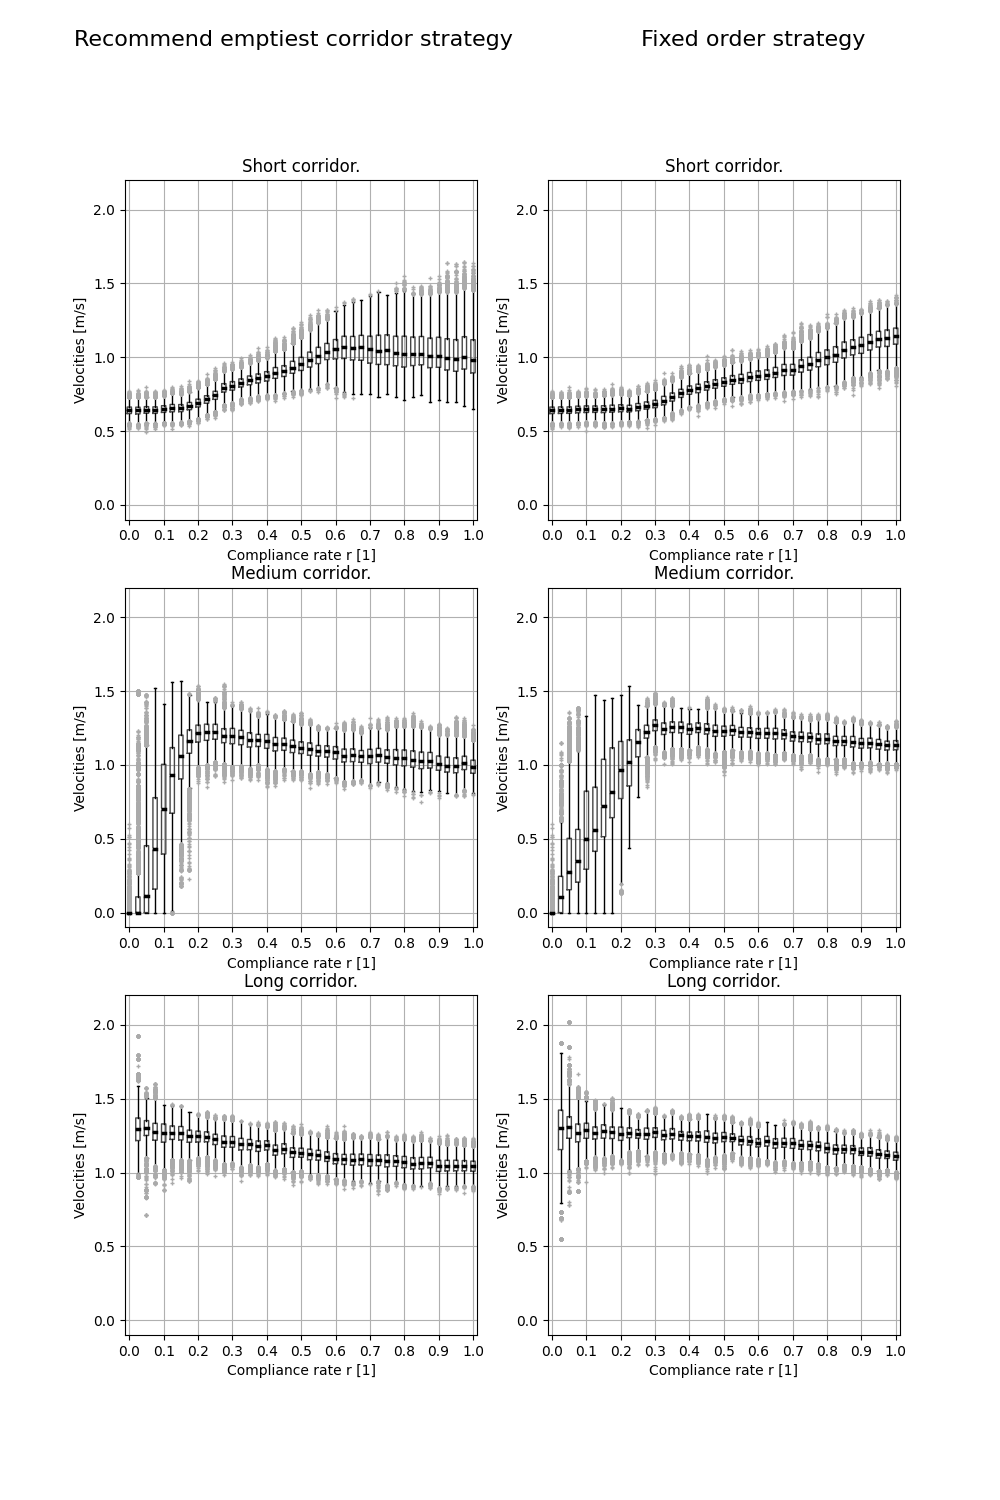 Recommend emptiest corridor strategy Fixed order strategy
Short corridor. Short corridor.
2.0 2.0
1.5 1.5
1.0 1.0
0.5 0.5
0.0 0.0
Velocities [m/s] Velocities [m/s]
0.0 0.1 0.2 0.3 0.4 0.5 0.6 0.7 0.8 0.9 1.0 0.0 0.1 0.2 0.3 0.4 0.5 0.6 0.7 0.8 0.9 1.0
Compliance rate r [1] Compliance rate r [1]
Medium corridor. Medium corridor.
2.0 2.0
1.5 1.5
1.0 1.0
0.5 0.5
0.0 0.0
Velocities [m/s] Velocities [m/s]
0.0 0.1 0.2 0.3 0.4 0.5 0.6 0.7 0.8 0.9 1.0 0.0 0.1 0.2 0.3 0.4 0.5 0.6 0.7 0.8 0.9 1.0
Compliance rate r [1] Compliance rate r [1]
Long corridor. Long corridor.
2.0 2.0
1.5 1.5
1.0 1.0
0.5 0.5
0.0 0.0
Velocities [m/s] Velocities [m/s]
0.0 0.1 0.2 0.3 0.4 0.5 0.6 0.7 0.8 0.9 1.0 0.0 0.1 0.2 0.3 0.4 0.5 0.6 0.7 0.8 0.9 1.0
Compliance rate r [1] Compliance rate r [1]